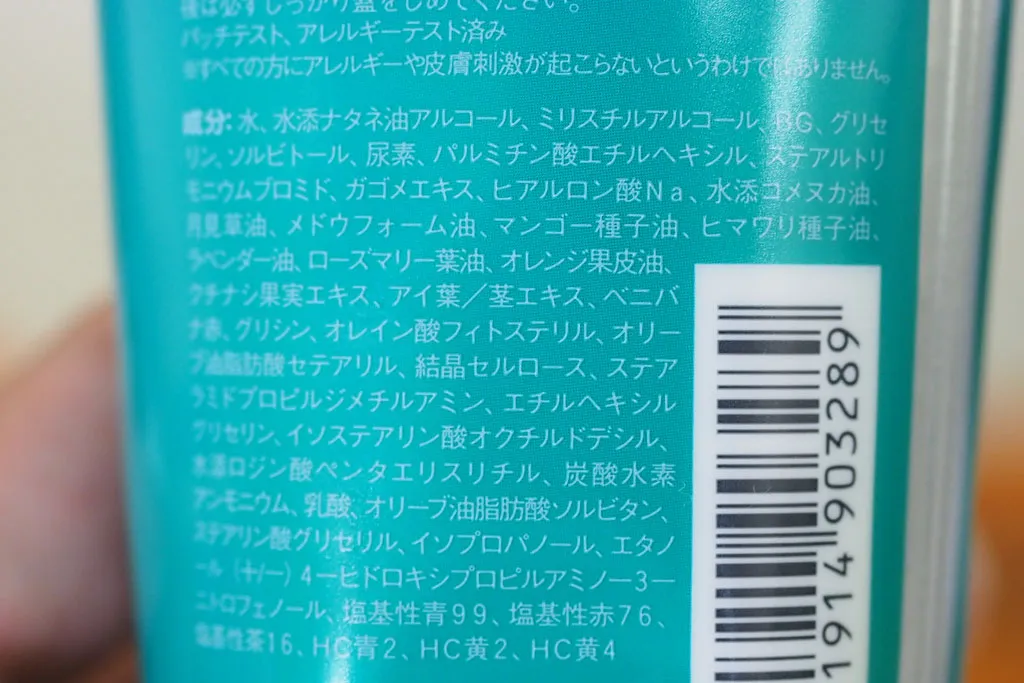 後は必ずしっかり蓋をしめてください。
パッチテスト、アレルギーテスト済み
※すべての方にアレルギーや皮膚刺激が起こらないというわけではありません。
成分:水、水添ナタネ油アルコール、ミリスチルアルコール、BG、グリセ
リン、ソルビトール、尿素、パルミチン酸エチルヘキシル、ステアルトリ
モニウムブロミド、ガゴメエキス、ヒアルロン酸Na、水添コメヌカ油、
月見草油、メドウフォーム油、マンゴー種子油、ヒマワリ種子油、
ラベンダー油、ローズマリー葉油、オレンジ果皮油、
クチナシ果実エキス、アイ葉/茎エキス、ベニバ
ナ赤、グリシン、オレイン酸フィトステリル、オリー
ブ油脂肪酸セテアリル、結晶セルロース、ステア
ラミドプロピルジメチルアミン、エチルヘキシル
グリセリン、イソステアリン酸オクチルドデシル、
水添ロジン酸ペンタエリスリチル、炭酸水素
アンモニウム、乳酸、オリーブ油脂肪酸ソルビタン、
ステアリン酸グリセリル、イソプロパノール、エタノ
ール、(+/-)4-ヒドロキシプロピルアミノ-3-
ニトロフェノール、塩基性青99、塩基性赤76、
塩基性茶16、HC青2、HC黄2、HC黄4
1914903289